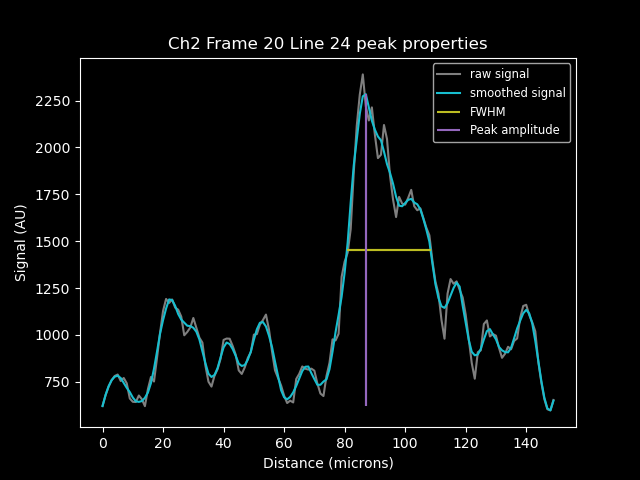 Ch2 Frame 20 Line 24 peak properties
raw signal
smoothed signal
FWHM
Peak amplitude
Signal (AU)
2250
2000
1750
1500
1250
1000
750
0 20 40 60 80 100 120 140
Distance (microns)